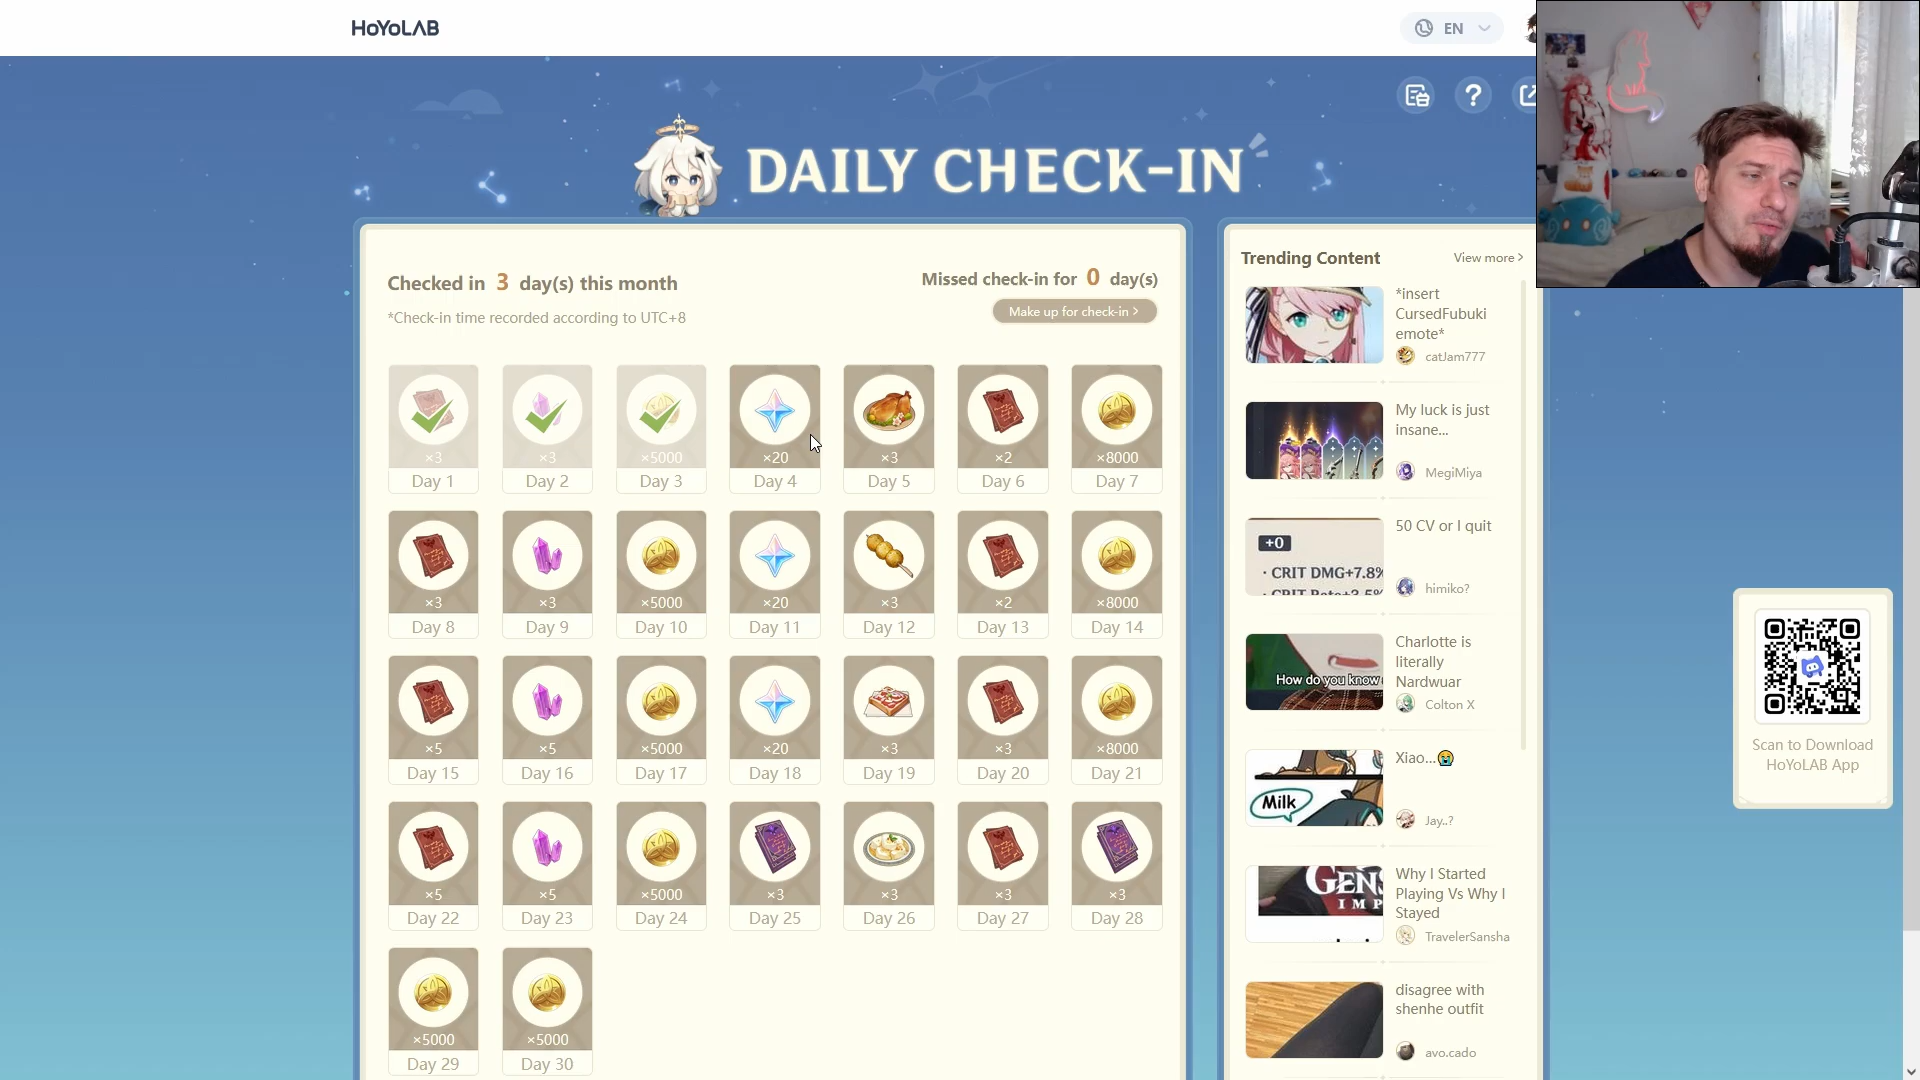 HoYoLAB
EN
DAILY CHECK-IN
Checked in 3 day(s) this month
*Check-in time recorded according to UTC+8
Missed check-in for 0 day(s)
Make up for check-in >
×3
×3
×5000
×20
×3
×2
×8000
Day 1
Day 2
Day 3
Day 4
Day 5
Day 6
Day 7
×3
×3
×5000
×20
×3
×2
×8000
Day 8
Day 9
Day 10
Day 11
Day 12
Day 13
Day 14
×5
×5
×5000
×20
×3
×3
×8000
Day 15
Day 16
Day 17
Day 18
Day 19
Day 20
Day 21
×5
×5
×5000
×3
×3
×3
×3
Day 22
Day 23
Day 24
Day 25
Day 26
Day 27
Day 28
×5000
×5000
Day 29
Day 30
Trending Content
View more >
*insert
CursedFubuki
emote*
catJam777
My luck is just
insane...
MegiMiya
+0
· CRIT DMG+7.8%
· CRIT Rate+3.5%
50 CV or I quit
himiko?
How do you know
Charlotte is
literally
Nardwuar
Colton X
Milk
Xiao...😭
Jay..?
GENS
IMP
Why I Started
Playing Vs Why I
Stayed
TravelerSansha
disagree with
shenhe outfit
avo.cado
Scan to Download
HoYoLAB App